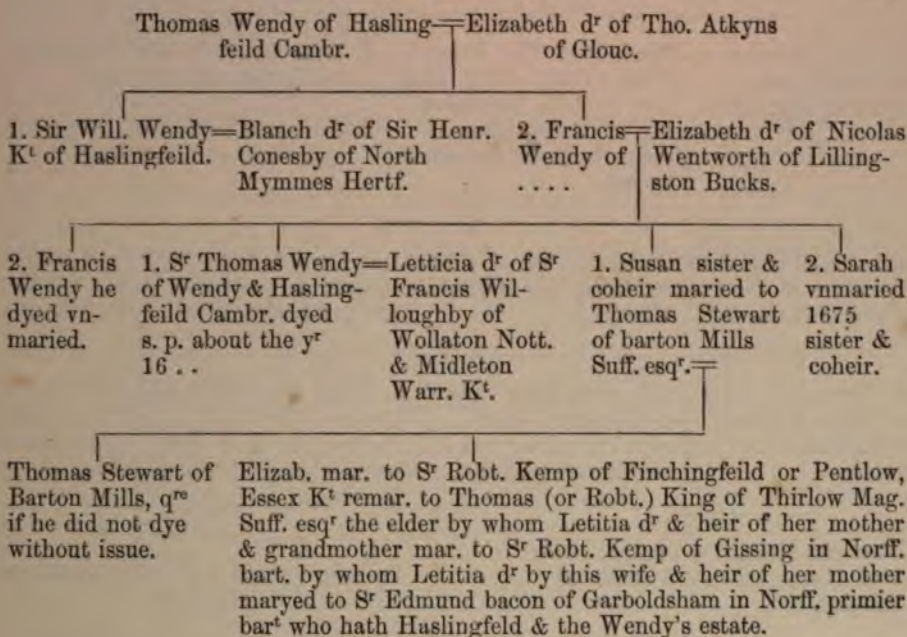 Thomas Wendy of Hasling-
feild Cambr.
Elizabeth dʳ of Tho. Atkyns
of Glouc.
1. Sir Will. Wendy
Kᵗ of Haslingfeild.
Blanch dʳ of Sir Henr.
Conesby of North
Mymmes Hertf.
2. Francis
Wendy of
. . . .
Elizabeth dʳ of Nicolas
Wentworth of Lilling-
ston Bucks.
2. Francis
Wendy he
dyed vn-
maried.
1. Sʳ Thomas Wendy
of Wendy & Hasling-
feild Cambr. dyed
s. p. about the yʳ
16 . .
Letticia dʳ of Sʳ
Francis Wil-
loughby of
Wollaton Nott.
& Midleton
Warr. Kᵗ.
1. Susan sister &
coheir maried to
Thomas Stewart
of barton Mills
Suff. esqʳ.
2. Sarah
vnmaried
1675
sister &
coheir.
Thomas Stewart of
Barton Mills, qʳᵉ
if he did not dye
without issue.
Elizab. mar. to Sʳ Robt. Kemp of Finchingfeild or Pentlow,
Essex Kᵗ remar. to Thomas (or Robt.) King of Thirlow Mag.
Suff. esqʳ the elder by whom Letitia dʳ & heir of her mother
& grandmother mar. to Sʳ Robt. Kemp of Gissing in Norff.
bart. by whom Letitia dʳ by this wife & heir of her mother
maryed to Sʳ Edmund bacon of Garboldsham in Norff. primier
barᵗ who hath Haslingfeld & the Wendy's estate.